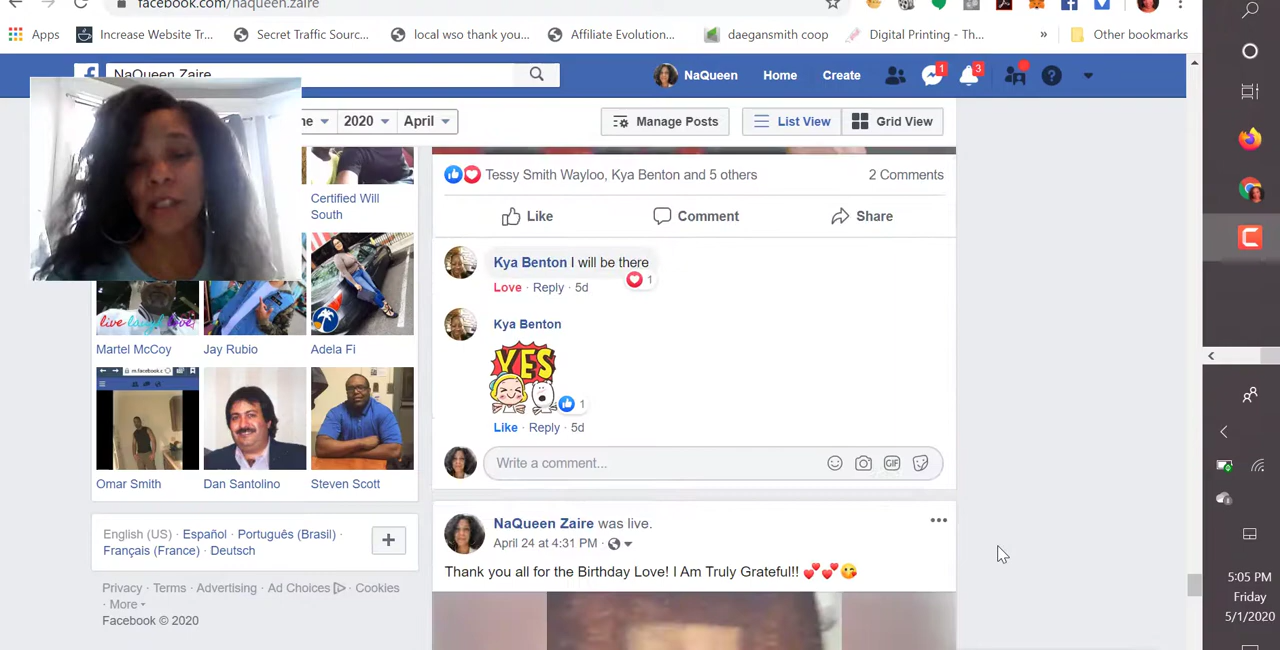 facebook.com/naqueen.zaire
Apps
Increase Website Tr...
Secret Traffic Sourc...
local wso thank you...
Affiliate Evolution...
daegansmith coop
Digital Printing - Th...
»
Other bookmarks
NaQueen Zaire
NaQueen
Home
Create
1
3
ne
2020
April
Manage Posts
List View
Grid View
Certified Will
South
Tessy Smith Wayloo, Kya Benton and 5 others
2 Comments
Like
Comment
Share
Kya Benton I will be there
1
Love · Reply · 5d
Kya Benton
YES
1
Like · Reply · 5d
live laugh love
Martel McCoy
Jay Rubio
Adela Fi
Omar Smith
Dan Santolino
Steven Scott
Write a comment...
GIF
English (US) · Español · Português (Brasil) ·
Français (France) · Deutsch
Privacy · Terms · Advertising · Ad Choices · Cookies
· More
Facebook © 2020
NaQueen Zaire was live.
April 24 at 4:31 PM ·
Thank you all for the Birthday Love! I Am Truly Grateful!! 💕💕😘
5:05 PM
Friday
5/1/2020